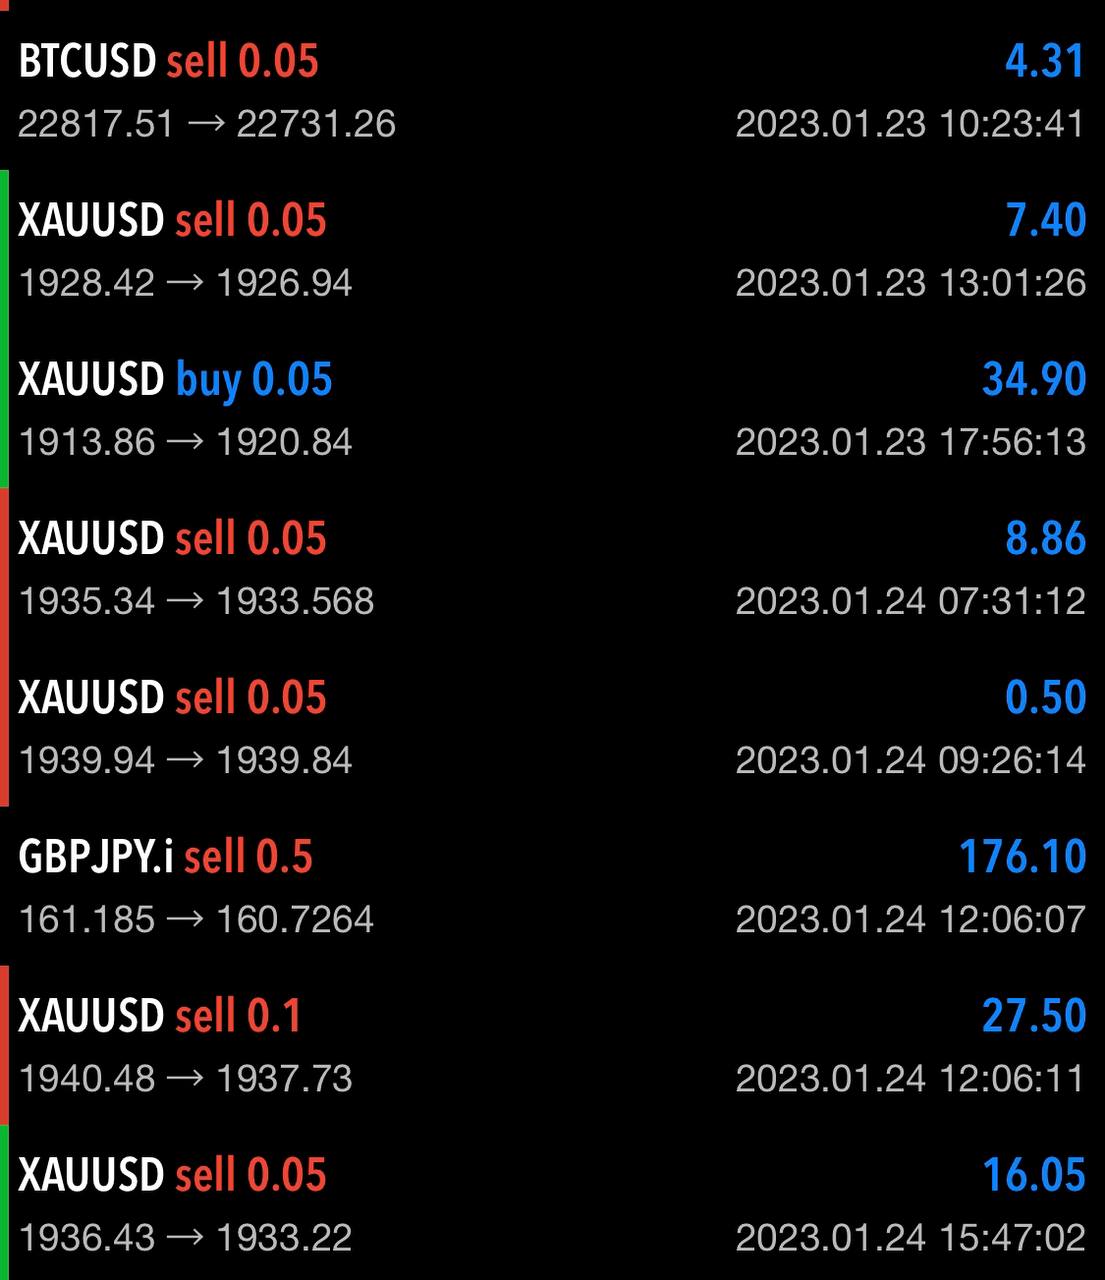 BTCUSD sell 0.05 4.31
22817.51 → 22731.26 2023.01.23 10:23:41
XAUUSD sell 0.05 7.40
1928.42 → 1926.94 2023.01.23 13:01:26
XAUUSD buy 0.05 34.90
1913.86 → 1920.84 2023.01.23 17:56:13
XAUUSD sell 0.05 8.86
1935.34 → 1933.568 2023.01.24 07:31:12
XAUUSD sell 0.05 0.50
1939.94 → 1939.84 2023.01.24 09:26:14
GBPJPY.i sell 0.5 176.10
161.185 → 160.7264 2023.01.24 12:06:07
XAUUSD sell 0.1 27.50
1940.48 → 1937.73 2023.01.24 12:06:11
XAUUSD sell 0.05 16.05
1936.43 → 1933.22 2023.01.24 15:47:02